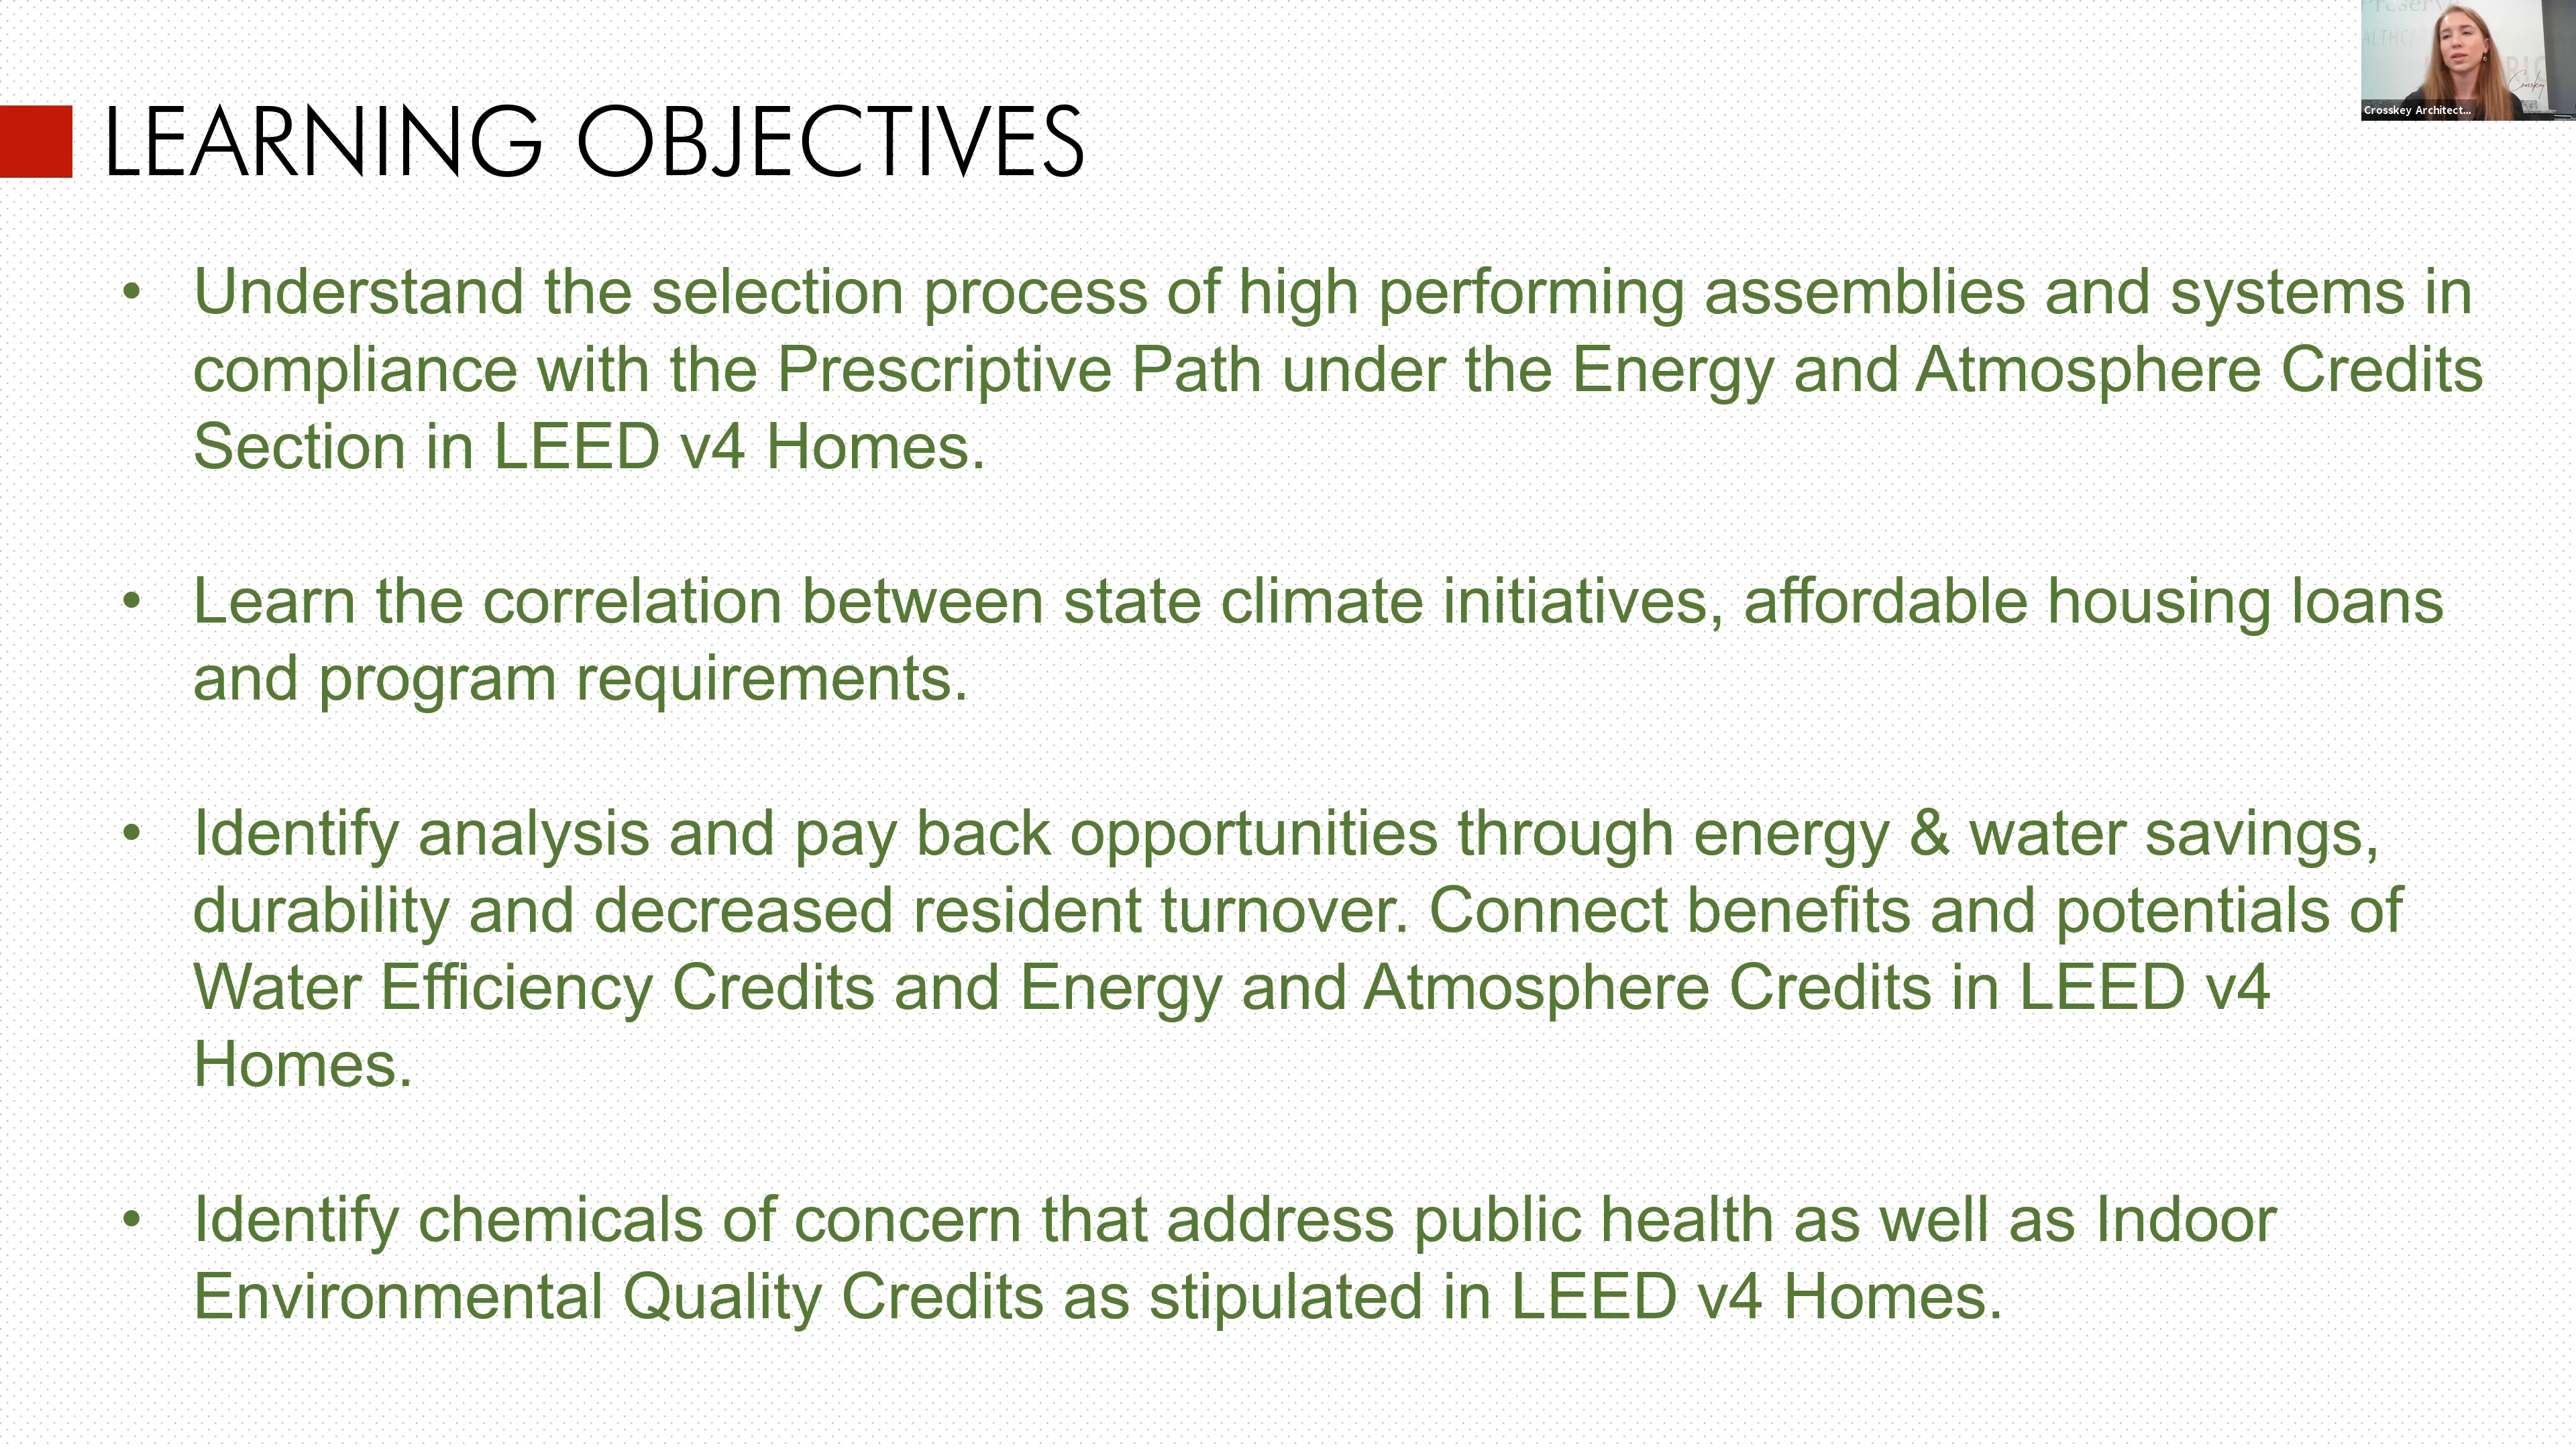 LEARNING OBJECTIVES
Crosskey Architect...
• Understand the selection process of high performing assemblies and systems in
compliance with the Prescriptive Path under the Energy and Atmosphere Credits
Section in LEED v4 Homes.
• Learn the correlation between state climate initiatives, affordable housing loans
and program requirements.
• Identify analysis and pay back opportunities through energy & water savings,
durability and decreased resident turnover. Connect benefits and potentials of
Water Efficiency Credits and Energy and Atmosphere Credits in LEED v4
Homes.
• Identify chemicals of concern that address public health as well as Indoor
Environmental Quality Credits as stipulated in LEED v4 Homes.